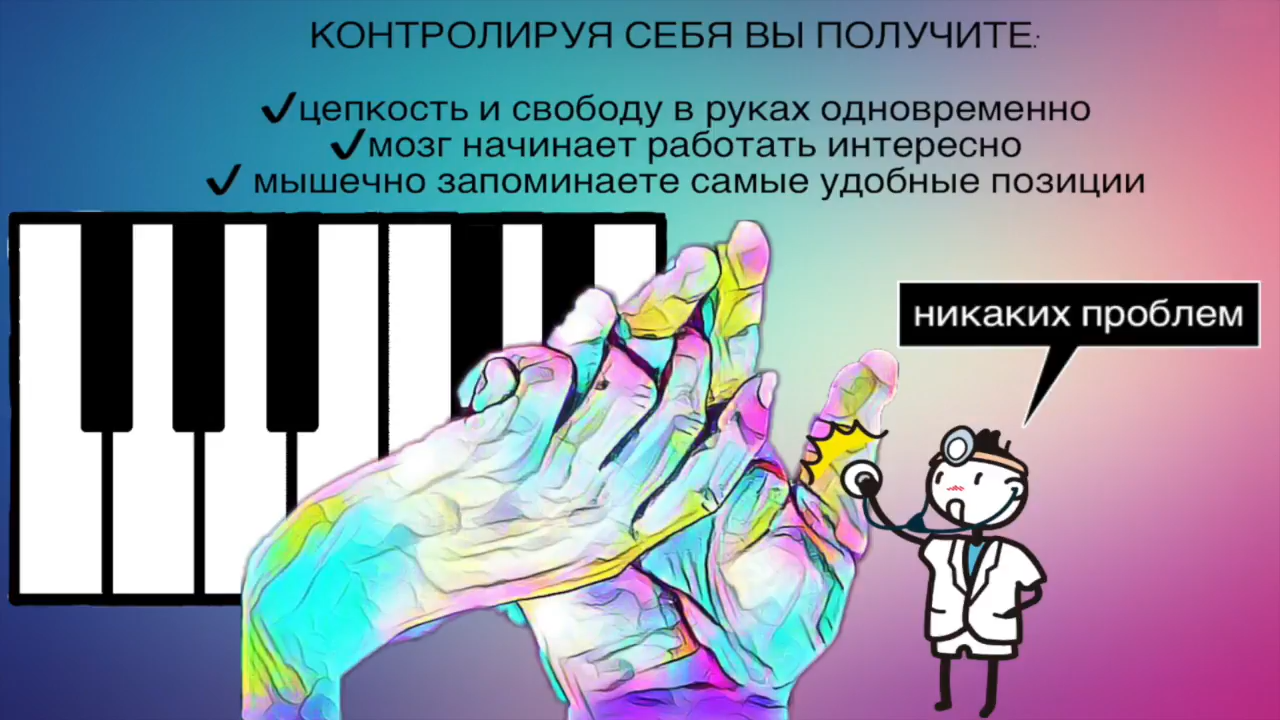 КОНТРОЛИРУЯ СЕБЯ ВЫ ПОЛУЧИТЕ:
✔цепкость и свободу в руках одновременно
✔мозг начинает работать интересно
✔ мышечно запоминаете самые удобные позиции
никаких проблем